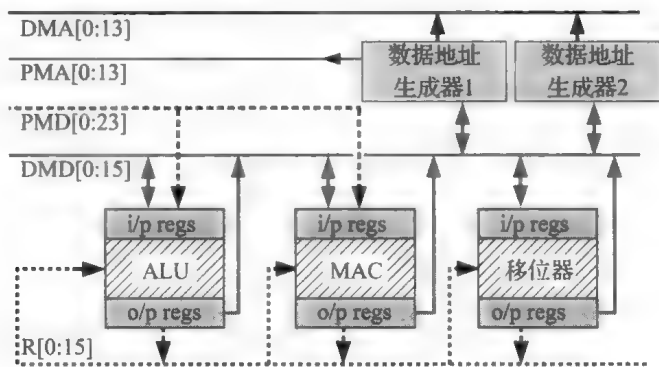 DMA[0:13]
PMA[0:13]
数据地址
生成器1
数据地址
生成器2
PMD[0:23]
DMD[0:15]
i/p regs
ALU
o/p regs
i/p regs
MAC
o/p regs
i/p regs
移位器
o/p regs
R[0:15]